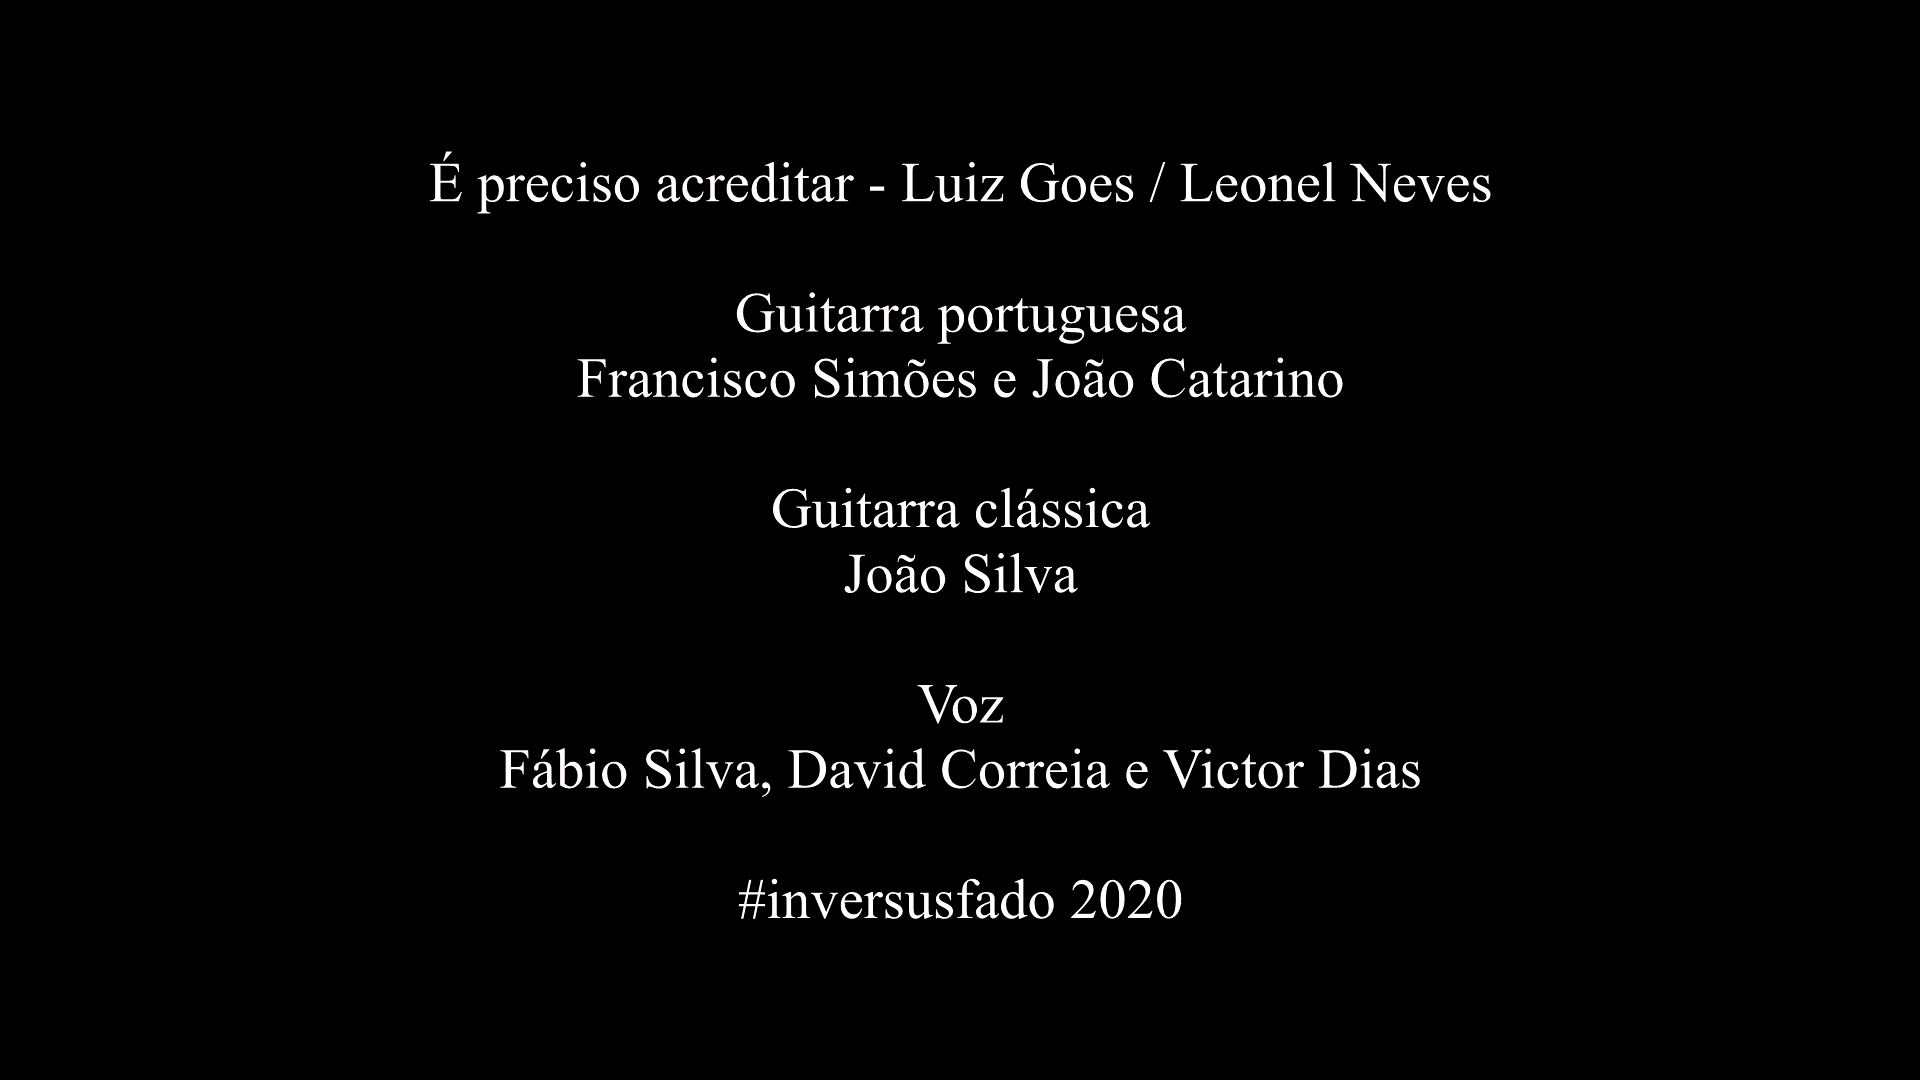 É preciso acreditar - Luiz Goes / Leonel Neves
Guitarra portuguesa
Francisco Simões e João Catarino
Guitarra clássica
João Silva
Voz
Fábio Silva, David Correia e Victor Dias
#inversusfado 2020